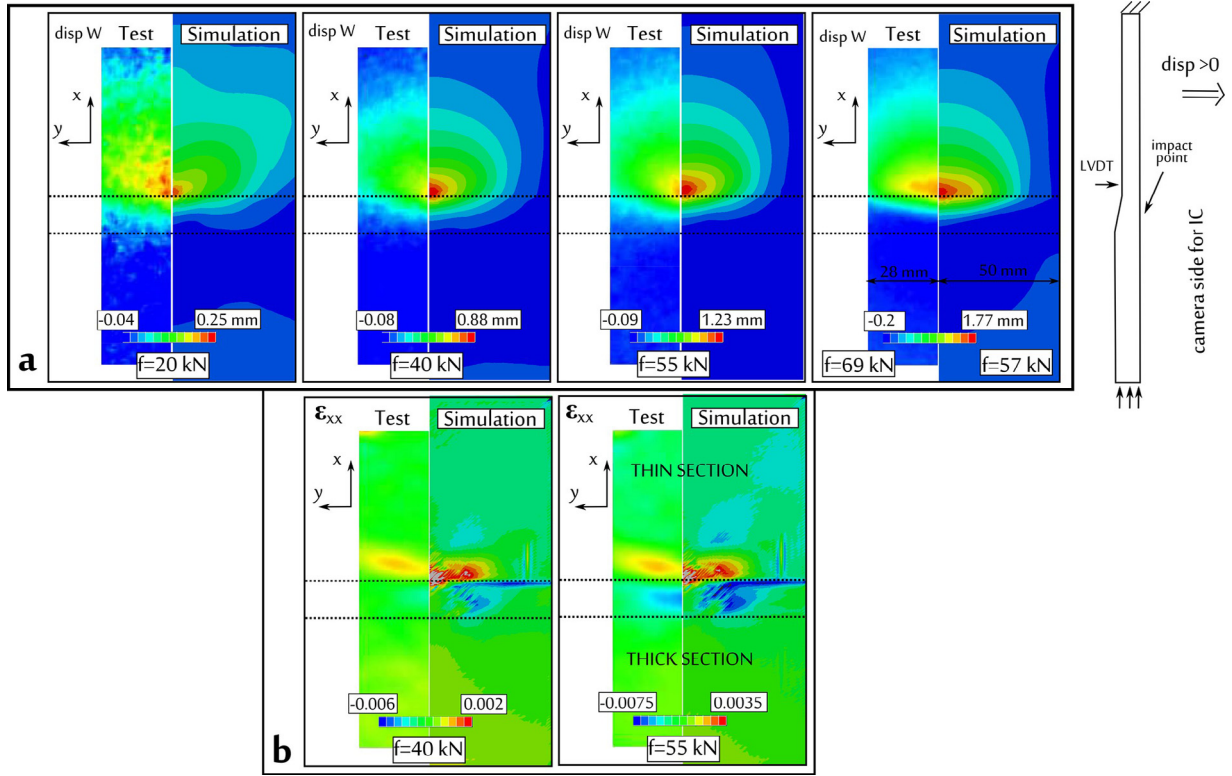 disp W
Test
Simulation
x
y
-0.04
0.25 mm
f=20 kN
a
disp W
Test
Simulation
x
y
-0.08
0.88 mm
f=40 kN
disp W
Test
Simulation
x
y
-0.09
1.23 mm
f=55 kN
disp W
Test
Simulation
x
y
28 mm
50 mm
-0.2
1.77 mm
f=69 kN
f=57 kN
disp >0
impact
point
LVDT
camera side for IC
εxx
Test
Simulation
x
y
-0.006
0.002
f=40 kN
b
Test
Simulation
x
y
THIN SECTION
THICK SECTION
-0.0075
0.0035
f=55 kN